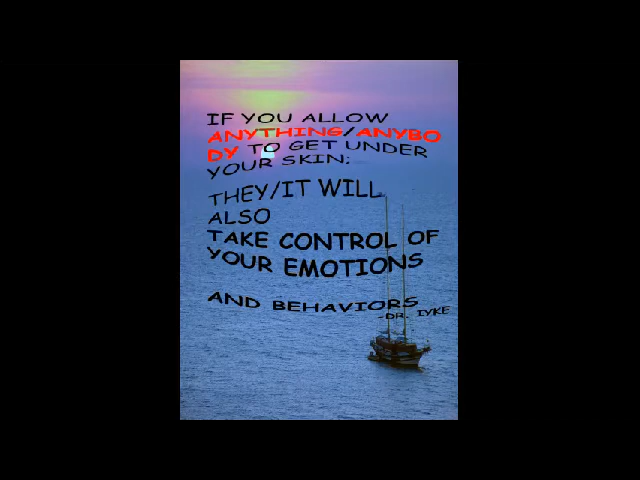 IF YOU ALLOW
ANYTHING/ANYBO
DY TO GET UNDER
YOUR SKIN;
THEY/IT WILL
ALSO
TAKE CONTROL OF
YOUR EMOTIONS
AND BEHAVIORS
-DR. IYKE